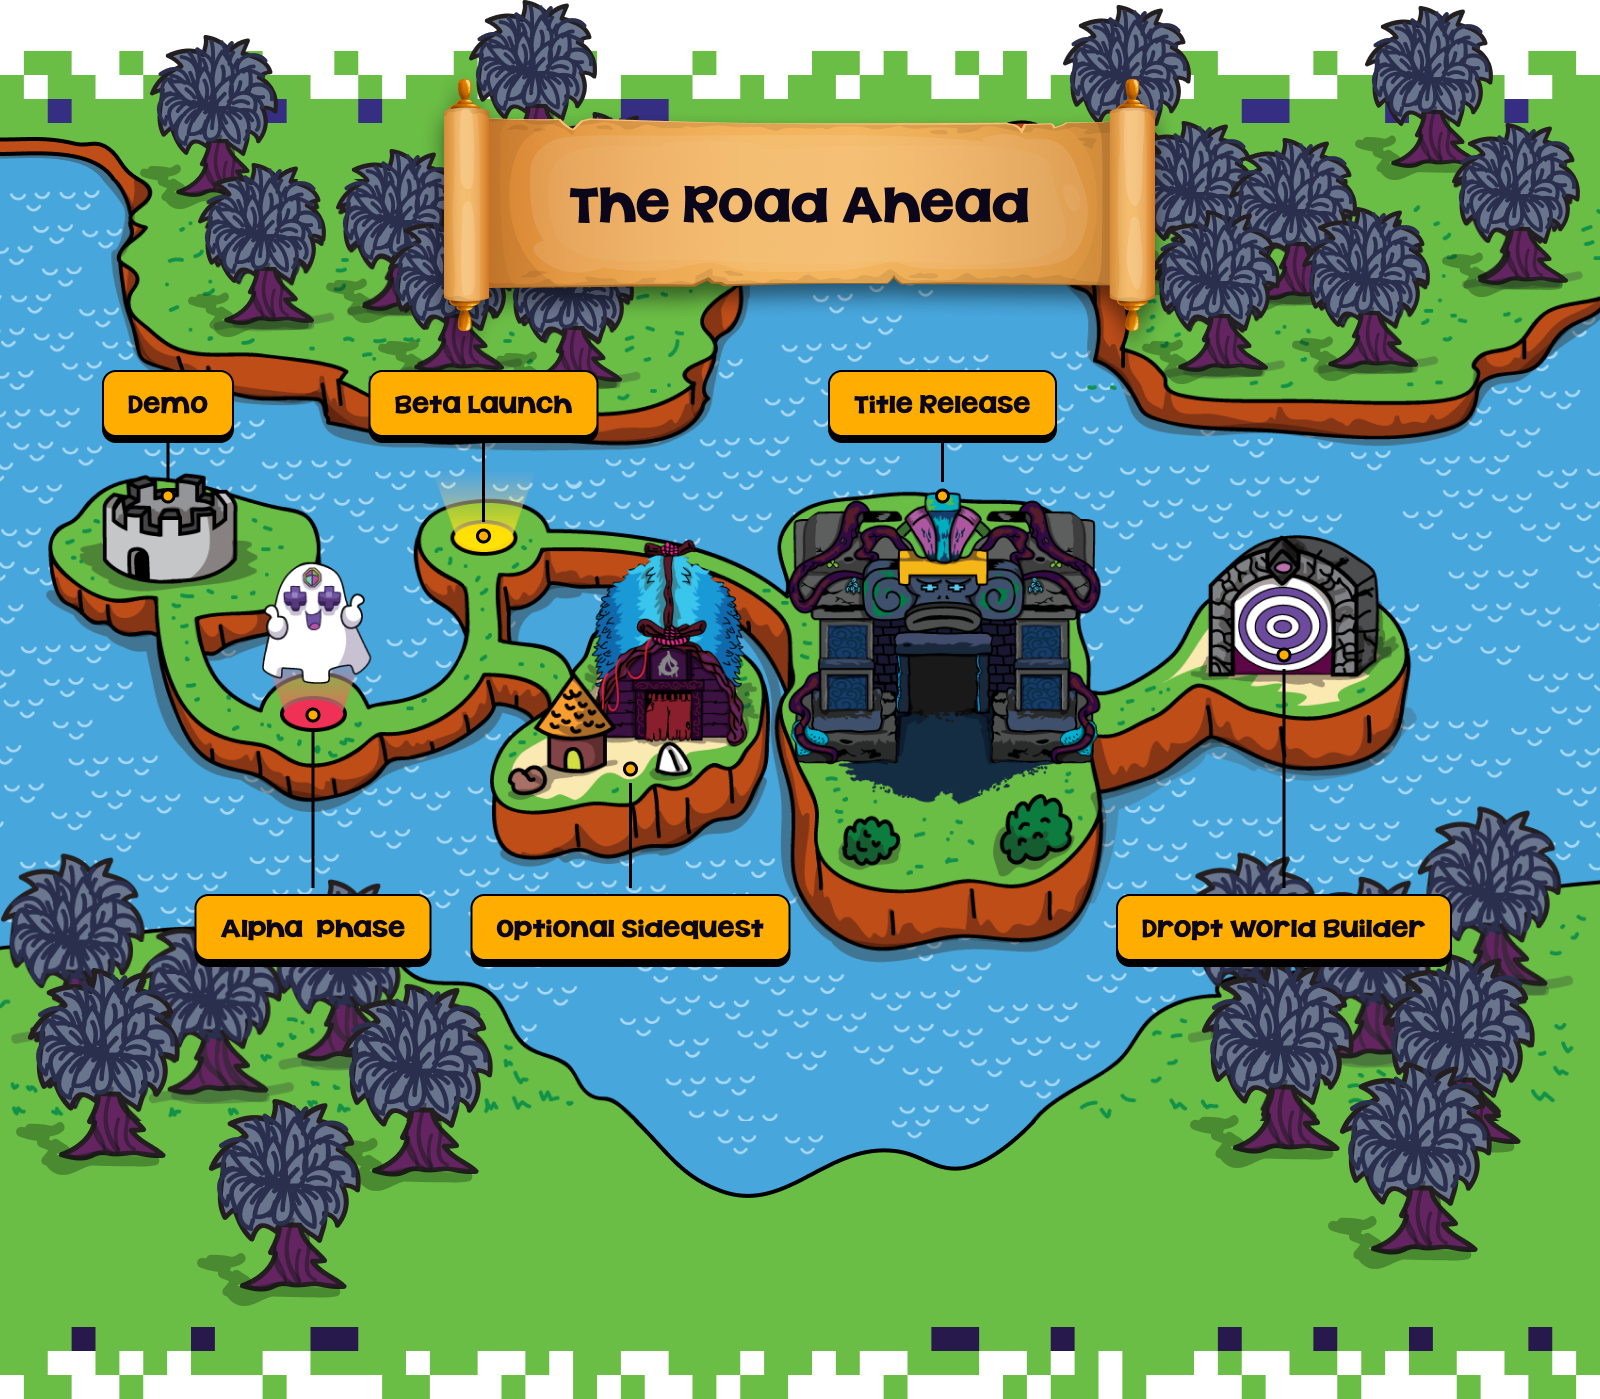 The Road Ahead
Demo
Beta Launch
Title Release
Alpha Phase
Optional Sidequest
Dropt World Builder